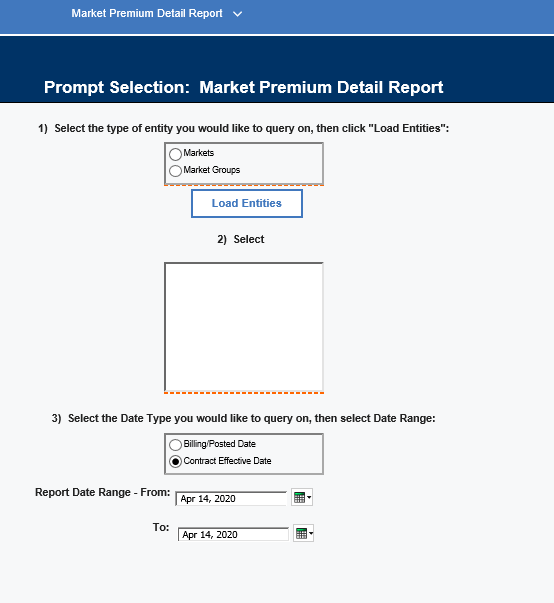 Market Premium Detail Report
Prompt Selection: Market Premium Detail Report
1) Select the type of entity you would like to query on, then click "Load Entities":
Markets
Market Groups
Load Entities
2) Select
3) Select the Date Type you would like to query on, then select Date Range:
Billing/Posted Date
Contract Effective Date
Report Date Range - From: Apr 14, 2020
To: Apr 14, 2020